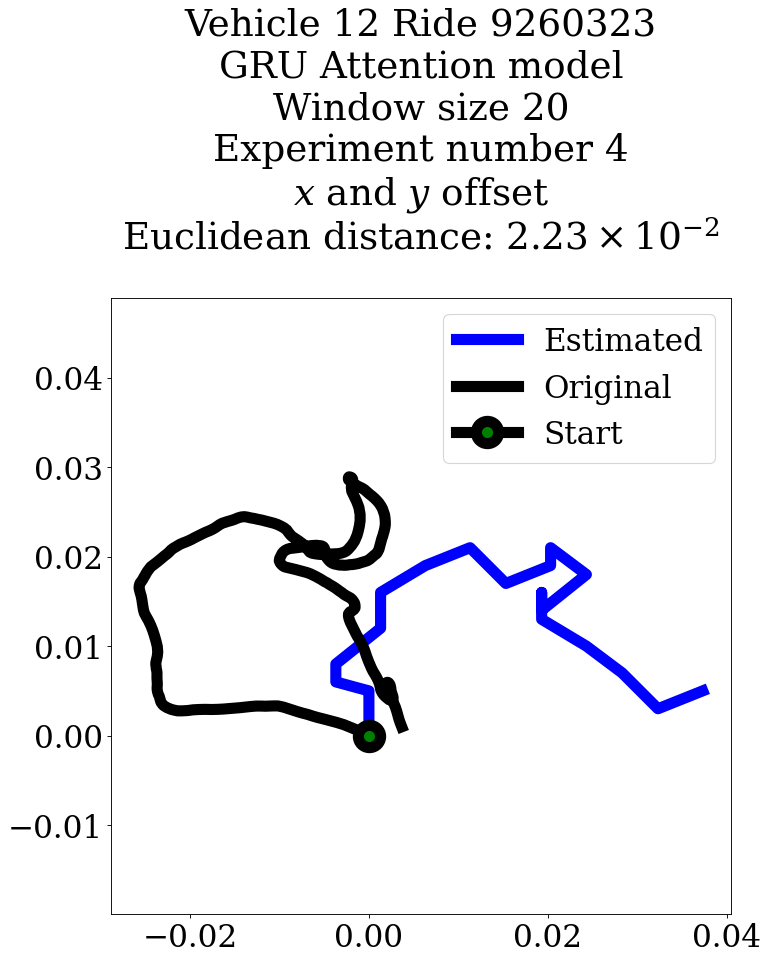 Vehicle 12 Ride 9260323
GRU Attention model
Window size 20
Experiment number 4
x and y offset
Euclidean distance: 2.23 × 10⁻²
Estimated
Original
Start
0.04
0.03
0.02
0.01
0.00
−0.01
−0.02 0.00 0.02 0.04